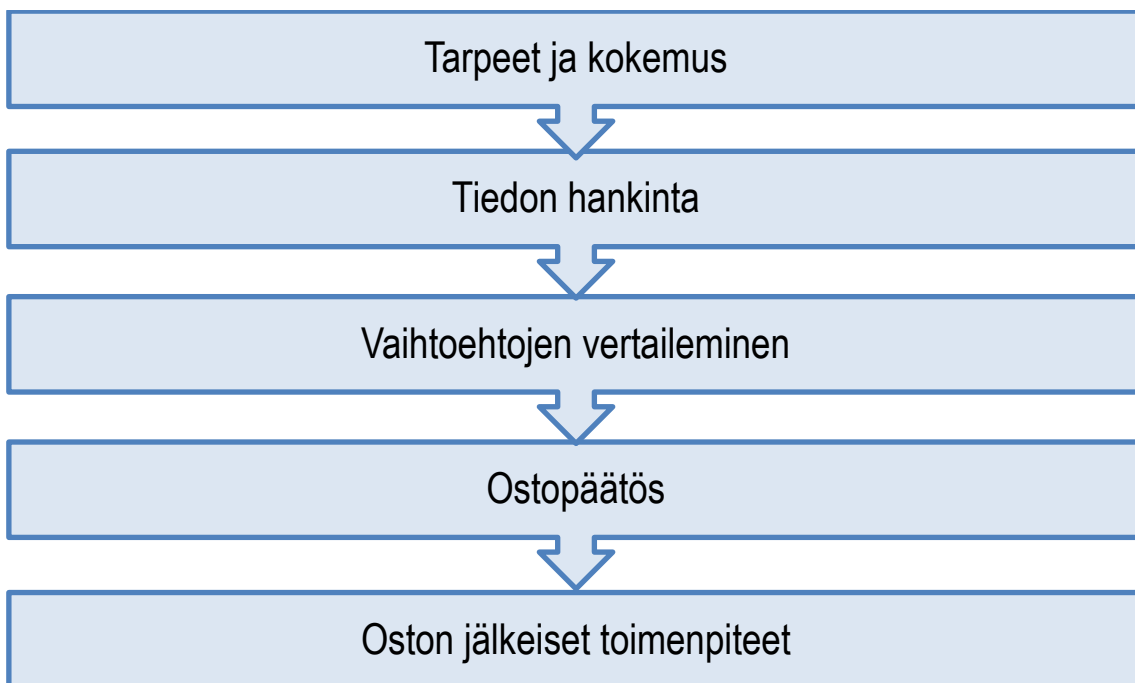 Tarpeet ja kokemus
Tiedon hankinta
Vaihtoehtojen vertaileminen
Ostopäätös
Oston jälkeiset toimenpiteet